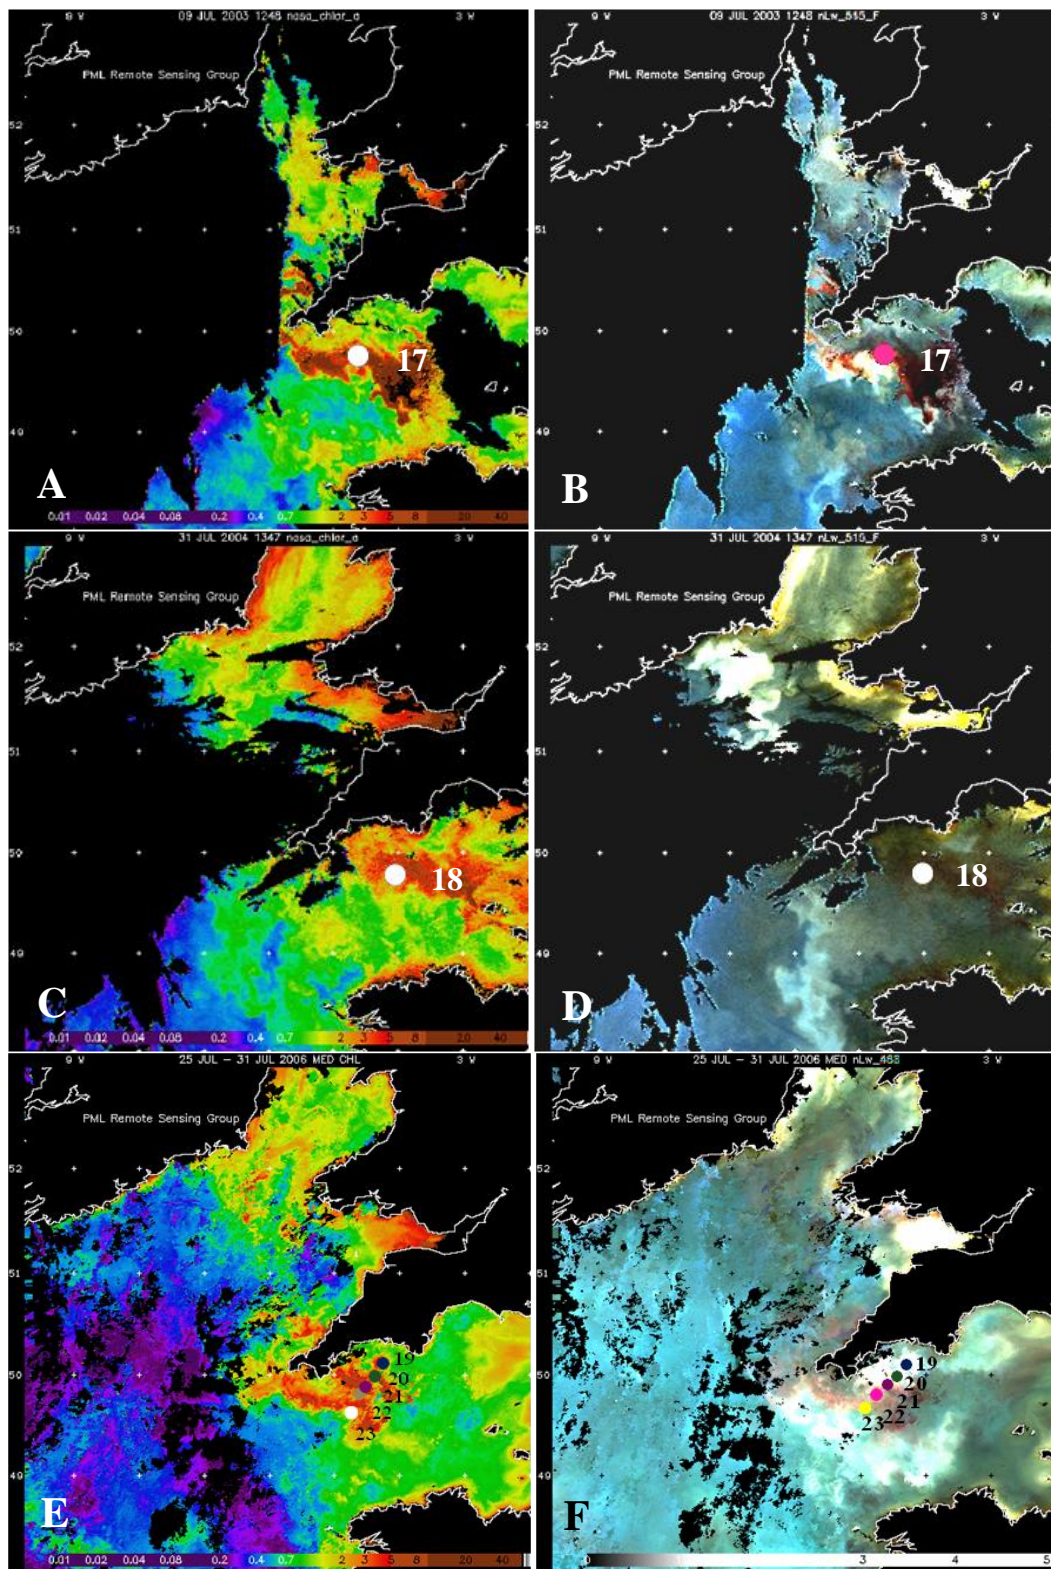 09 JUL 2003 1248 nasa_chlor_a
9 W
3 W
PML Remote Sensing Group
52
51
50
49
17
A
0.01 0.02 0.04 0.08 0.2 0.4 0.7 2 3 5 8 20 40
09 JUL 2003 1248 nLw_515_F
9 W
3 W
PML Remote Sensing Group
52
51
50
49
17
B
9 W
3 W
31 JUL 2004 1347 nasa_chlor_a
9 W
3 W
PML Remote Sensing Group
52
51
50
49
18
C
0.01 0.02 0.04 0.08 0.2 0.4 0.7 2 3 5 8 20 40
31 JUL 2004 1347 nLw_515_F
9 W
3 W
PML Remote Sensing Group
52
51
50
49
18
D
25 JUL - 31 JUL 2006 MED CHL
9 W
3 W
PML Remote Sensing Group
52
51
50
49
19
20
21
22
23
E
0.01 0.02 0.04 0.08 0.2 0.4 0.7 2 3 5 8 20 40
25 JUL - 31 JUL 2006 MED nLw_488
9 W
3 W
PML Remote Sensing Group
52
51
50
49
19
20
21
22
23
F
0 3 4 5